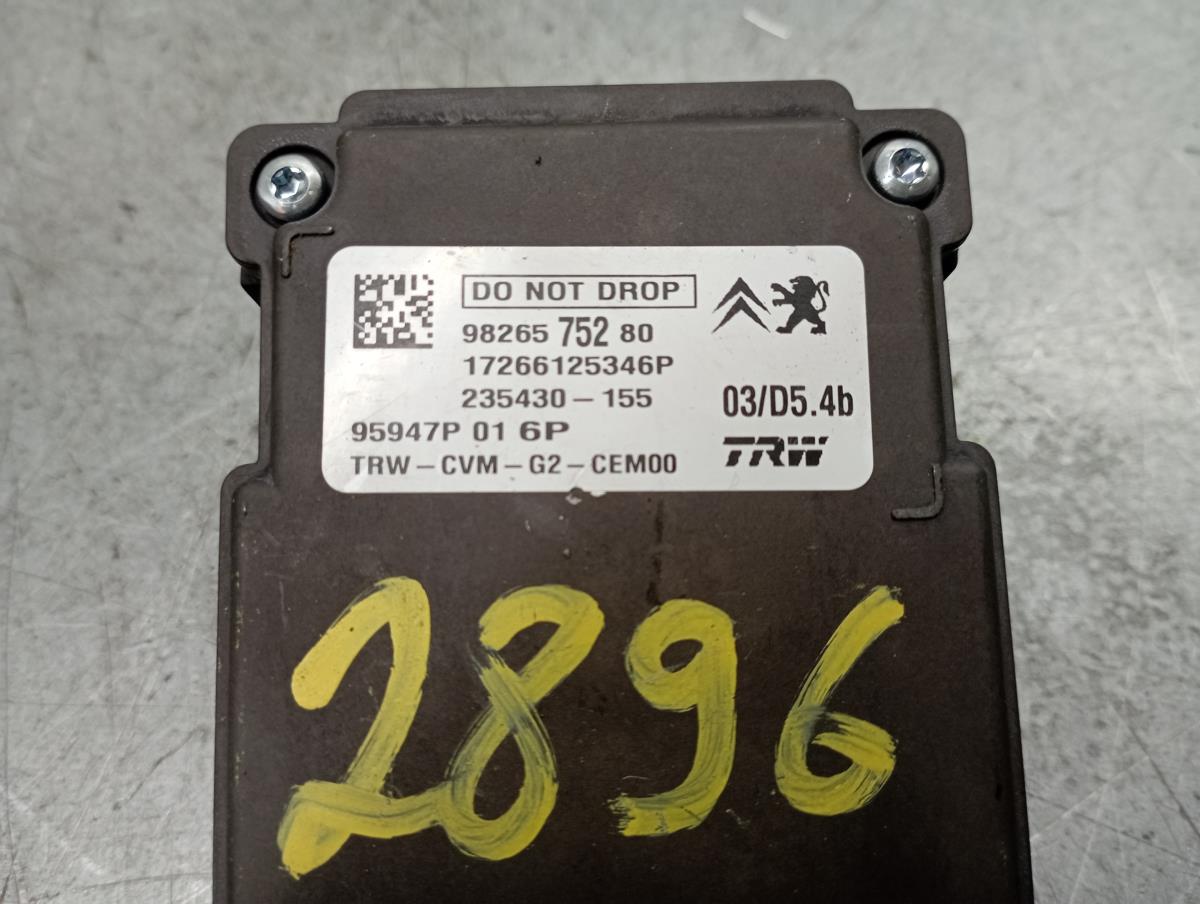 DO NOT DROP
98265 752 80
17266125346P
235430-155
03/D5.4b
95947P 01 6P
TRW-CVM-G2-CEM00
TRW
2896